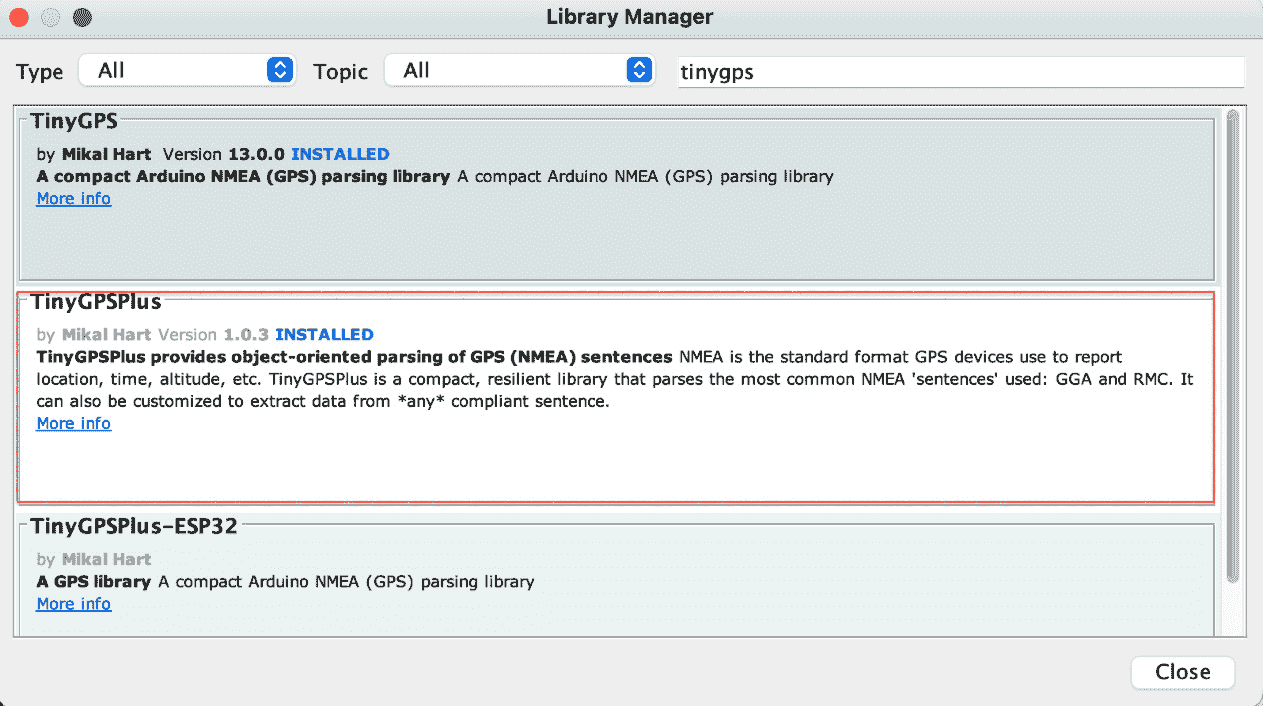 Library Manager
Type All Topic All tinygps
TinyGPS
by Mikal Hart Version 13.0.0 INSTALLED
A compact Arduino NMEA (GPS) parsing library A compact Arduino NMEA (GPS) parsing library
More info
TinyGPSPlus
by Mikal Hart Version 1.0.3 INSTALLED
TinyGPSPlus provides object-oriented parsing of GPS (NMEA) sentences NMEA is the standard format GPS devices use to report
location, time, altitude, etc. TinyGPSPlus is a compact, resilient library that parses the most common NMEA 'sentences' used: GGA and RMC. It
can also be customized to extract data from *any* compliant sentence.
More info
TinyGPSPlus-ESP32
by Mikal Hart
A GPS library A compact Arduino NMEA (GPS) parsing library
More info
Close